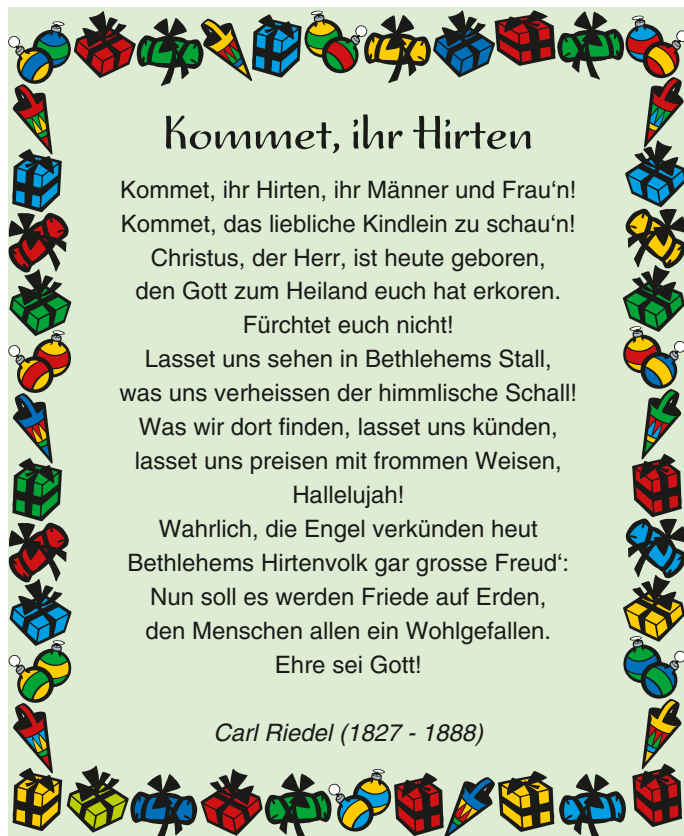 Kommet, ihr Hirten
Kommet, ihr Hirten, ihr Männer und Frau‘n!
Kommet, das liebliche Kindlein zu schau‘n!
Christus, der Herr, ist heute geboren,
den Gott zum Heiland euch hat erkoren.
Fürchtet euch nicht!
Lasset uns sehen in Bethlehems Stall,
was uns verheissen der himmlische Schall!
Was wir dort finden, lasset uns künden,
lasset uns preisen mit frommen Weisen,
Hallelujah!
Wahrlich, die Engel verkünden heut
Bethlehems Hirtenvolk gar grosse Freud‘:
Nun soll es werden Friede auf Erden,
den Menschen allen ein Wohlgefallen.
Ehre sei Gott!
Carl Riedel (1827 - 1888)